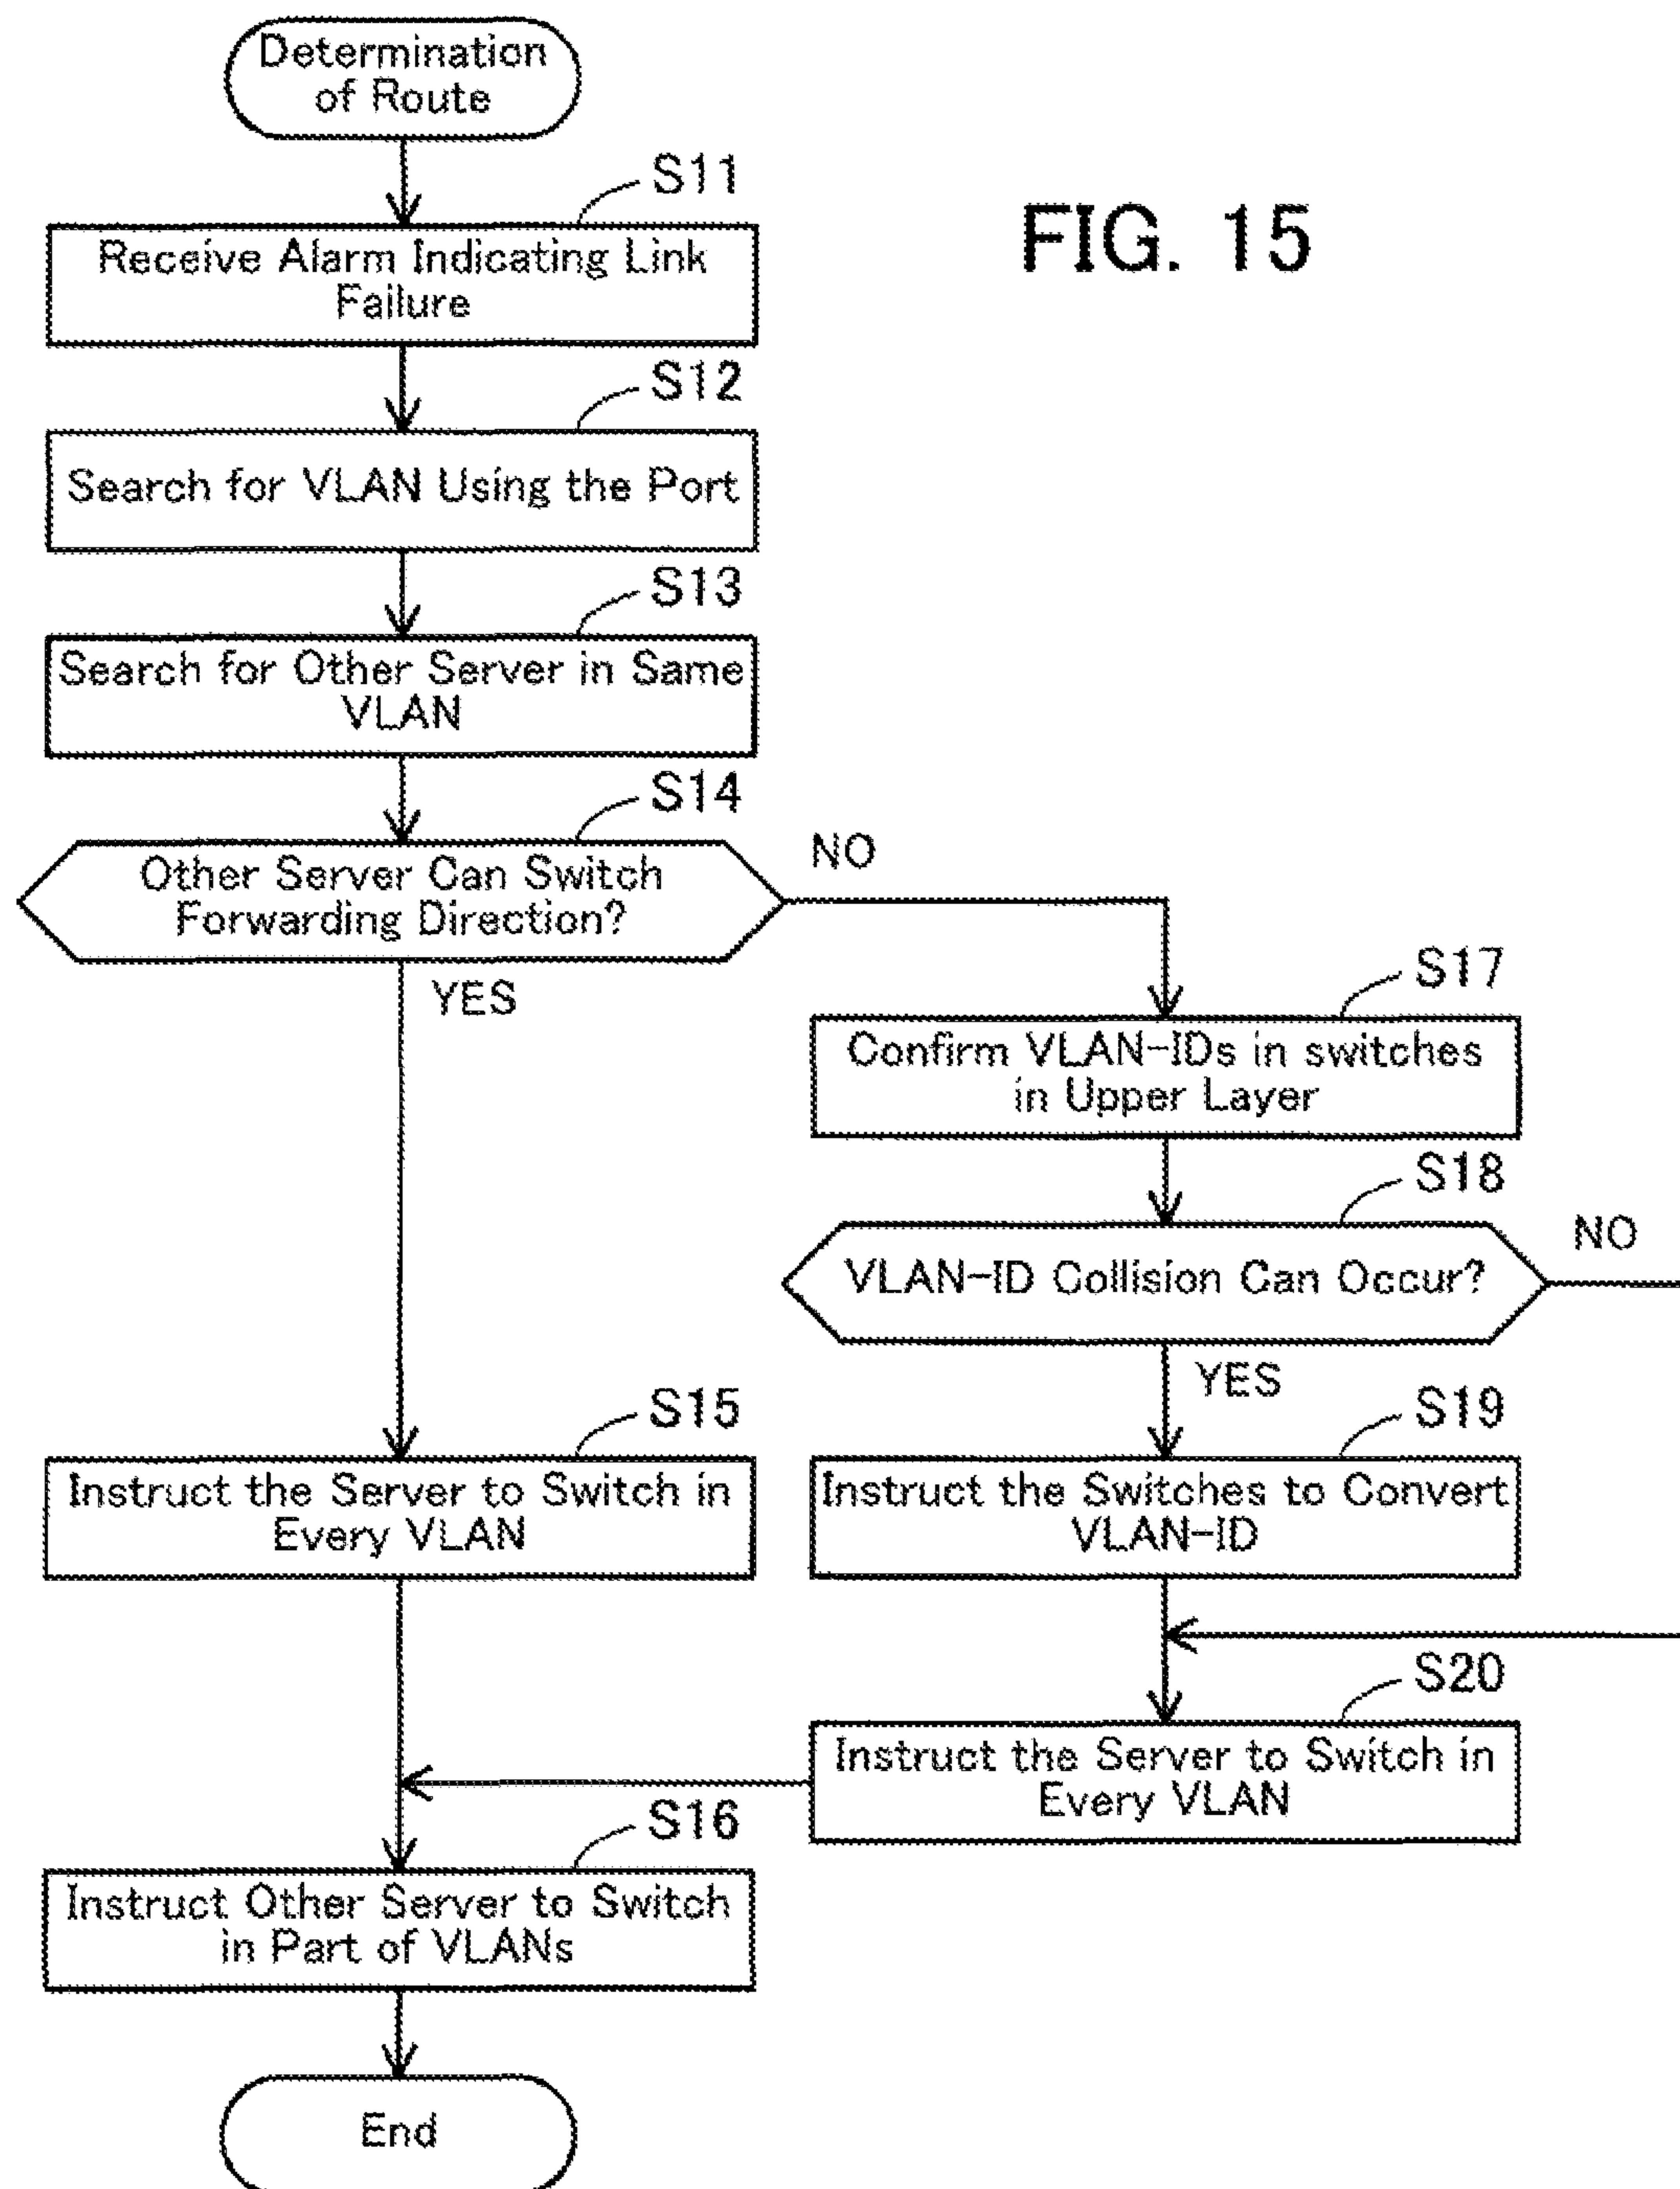 Determination
of Route
FIG. 15
S11
Receive Alarm Indicating Link
Failure
S12
Search for VLAN Using the Port
S13
Search for Other Server in Same
VLAN
S14
Other Server Can Switch
Forwarding Direction?
NO
YES
S17
Confirm VLAN-IDs in switches
in Upper Layer
S18
VLAN-ID Collision Can Occur?
NO
YES
S15
Instruct the Server to Switch in
Every VLAN
S19
Instruct the Switches to Convert
VLAN-ID
S20
Instruct the Server to Switch in
Every VLAN
S16
Instruct Other Server to Switch
in Part of VLANs
End